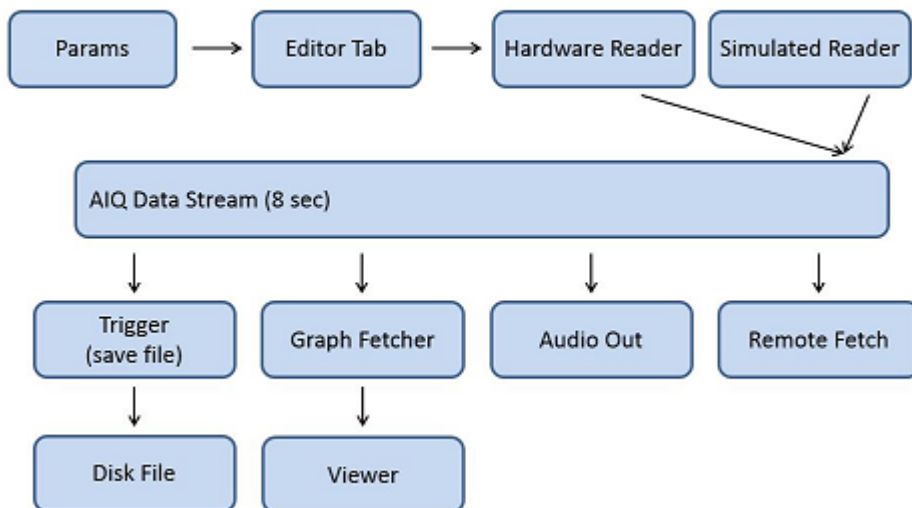 Params
Editor Tab
Hardware Reader
Simulated Reader
AIQ Data Stream (8 sec)
Trigger
(save file)
Graph Fetcher
Audio Out
Remote Fetch
Disk File
Viewer